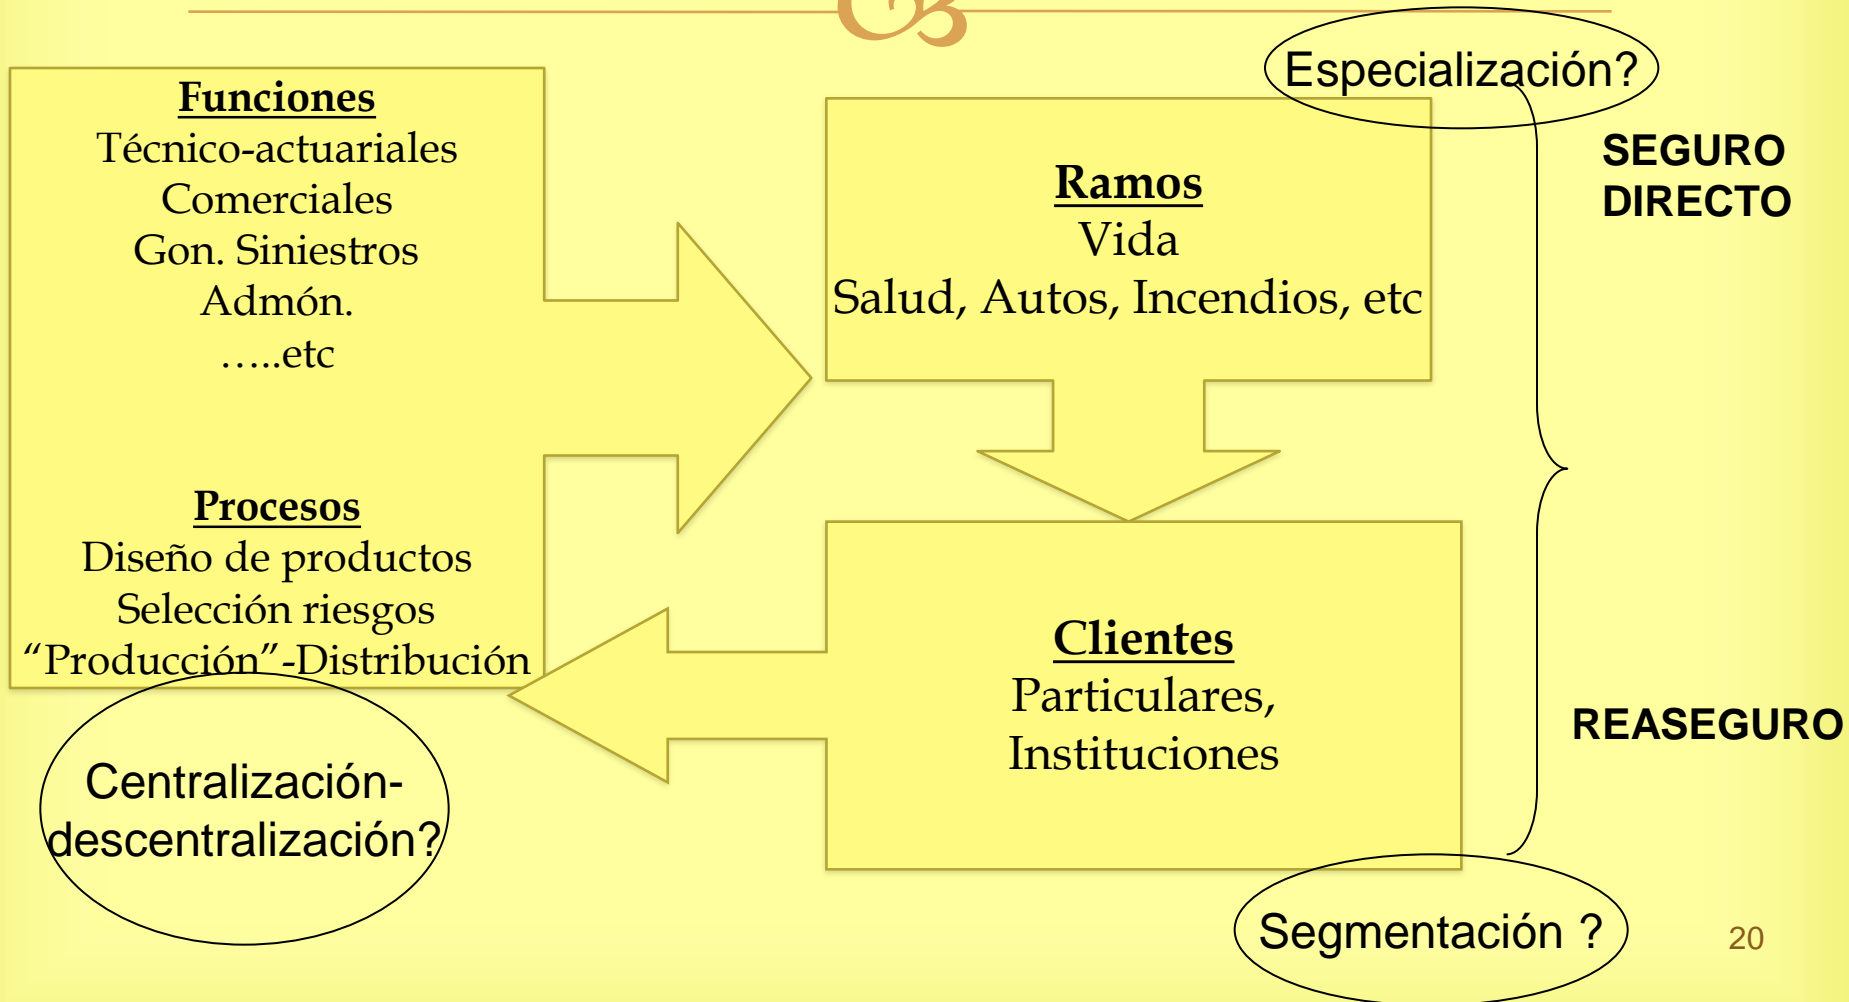 Funciones
Técnico-actuariales
Comerciales
Gon. Siniestros
Admón.
…..etc
Procesos
Diseño de productos
Selección riesgos
“Producción”-Distribución
Centralización-
descentralización?
Especialización?
Ramos
Vida
Salud, Autos, Incendios, etc
Clientes
Particulares,
Instituciones
Segmentación ?
SEGURO
DIRECTO
REASEGURO
20